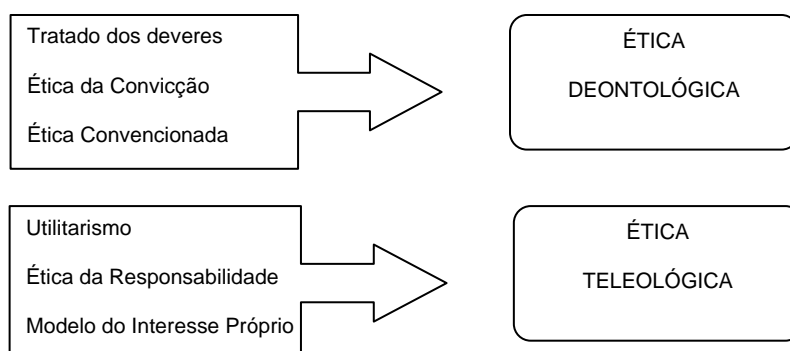 Tratado dos deveres
Ética da Convicção
Ética Convencionada
ÉTICA
DEONTOLÓGICA
Utilitarismo
Ética da Responsabilidade
Modelo do Interesse Próprio
ÉTICA
TELEOLÓGICA